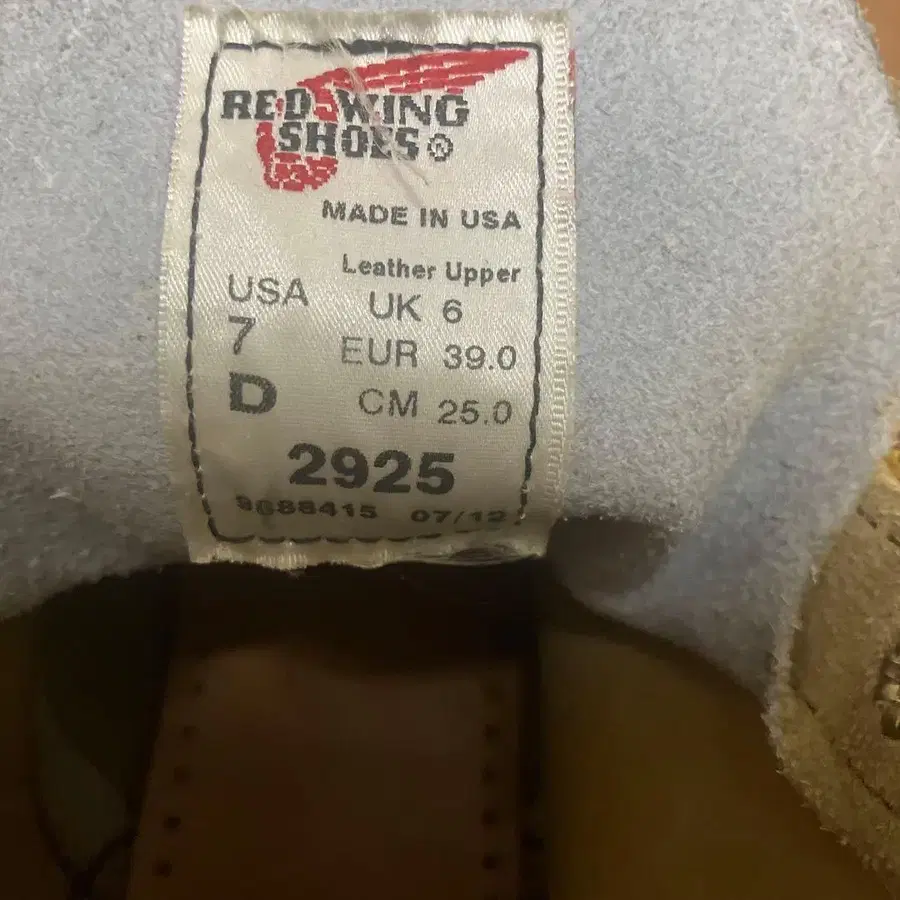 RED WING
SHOES ®
MADE IN USA
Leather Upper
USA UK 6
7 EUR 39.0
D CM 25.0
2925
9688415 07/12